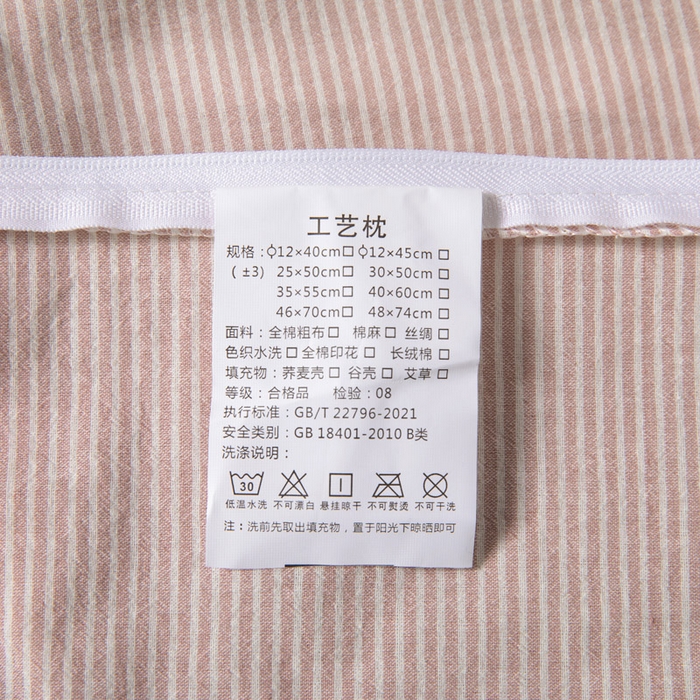 工艺枕
规格：ϕ12×40cm☐ ϕ12×45cm☐
(±3) 25×50cm☐ 30×50cm☐
35×55cm☐ 40×60cm☐
46×70cm☐ 48×74cm☐
面料：全棉粗布☐ 棉麻☐ 丝绸☐
色织水洗☐ 全棉印花☐ 长绒棉☐
填充物：荞麦壳☐ 谷壳☐ 艾草☐
等级：合格品 检验：08
执行标准：GB/T 22796-2021
安全类别：GB 18401-2010 B类
洗涤说明：
30
低温水洗 不可漂白 悬挂晾干 不可熨烫 不可干洗
注：洗前先取出填充物，置于阳光下晾晒即可